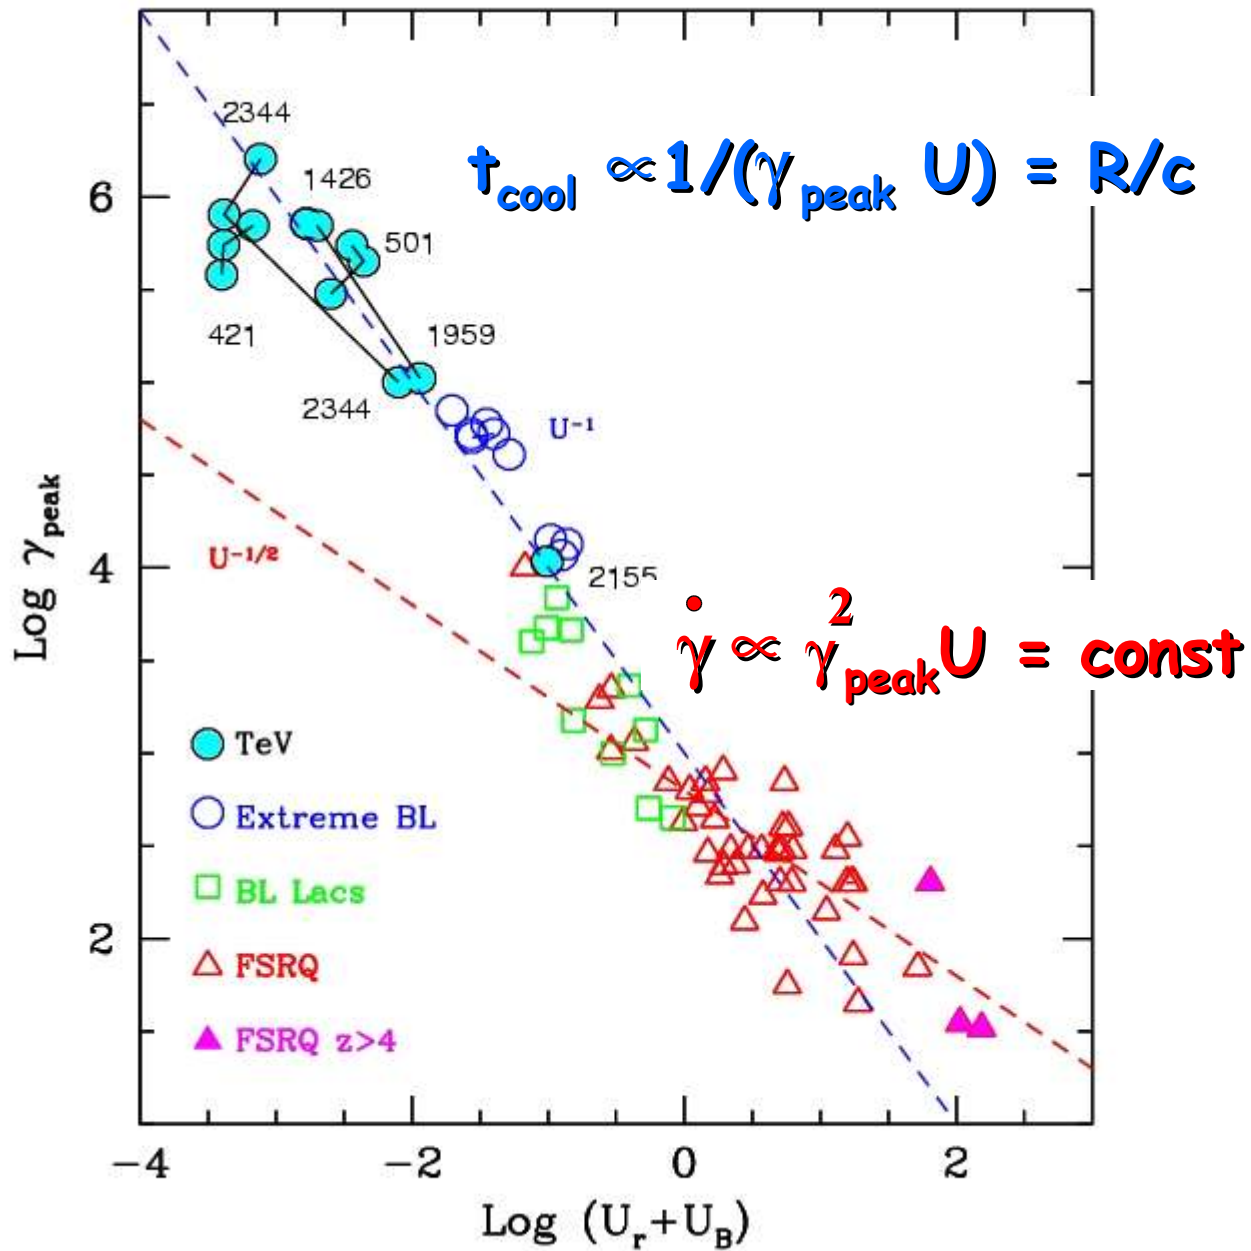 2344
t_cool ∝1/(γ_peak U) = R/c
1426
6
501
421
1959
2344
U⁻¹
U⁻¹/²
4
2155
γ̇ ∝ γ²_peak U = const
Log γ_peak
TeV
Extreme BL
BL Lacs
2
FSRQ
FSRQ z>4
−4
−2
0
2
Log (U_r+U_B)